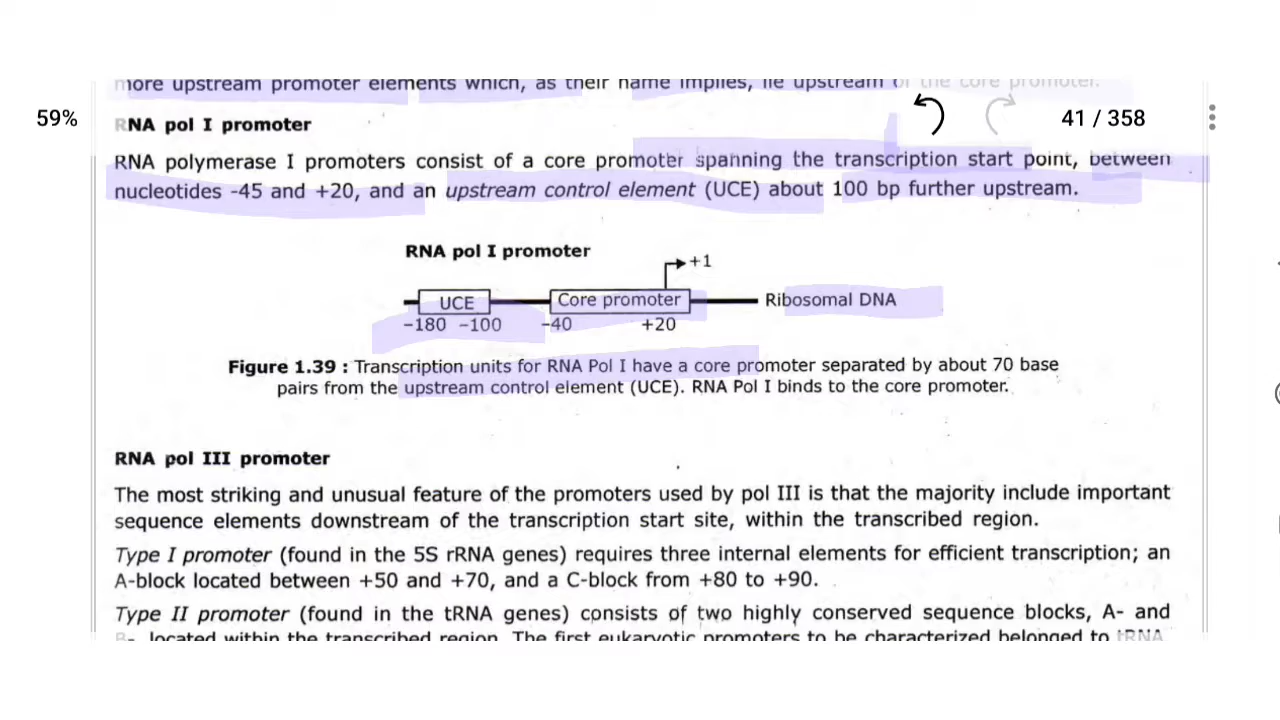 more upstream promoter elements which, as their name implies, lie upstream of the core promoter.
59%
41 / 358
RNA pol I promoter
RNA polymerase I promoters consist of a core promoter spanning the transcription start point, between
nucleotides -45 and +20, and an upstream control element (UCE) about 100 bp further upstream.
RNA pol I promoter
+1
UCE
Core promoter
Ribosomal DNA
−180 −100 −40 +20
Figure 1.39 : Transcription units for RNA Pol I have a core promoter separated by about 70 base
pairs from the upstream control element (UCE). RNA Pol I binds to the core promoter.
RNA pol III promoter
The most striking and unusual feature of the promoters used by pol III is that the majority include important
sequence elements downstream of the transcription start site, within the transcribed region.
Type I promoter (found in the 5S rRNA genes) requires three internal elements for efficient transcription; an
A-block located between +50 and +70, and a C-block from +80 to +90.
Type II promoter (found in the tRNA genes) consists of two highly conserved sequence blocks, A- and
B-, located within the transcribed region. The first eukaryotic promoters to be characterized belonged to tRNA